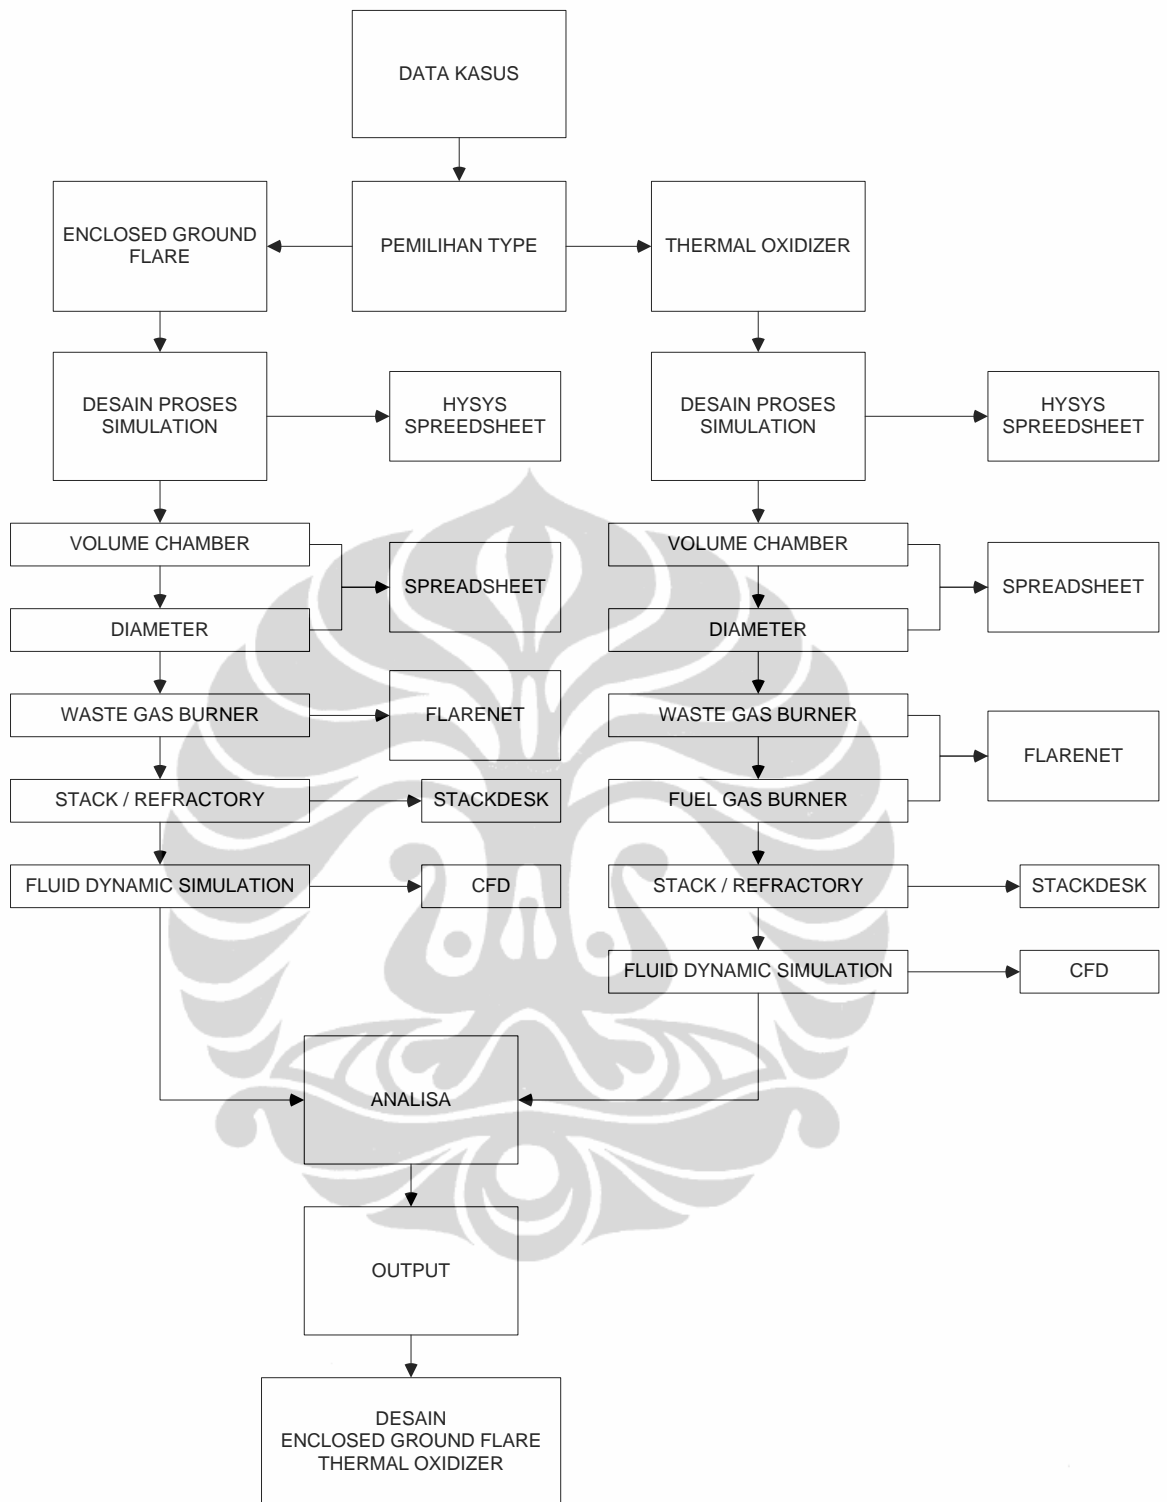 DATA KASUS
ENCLOSED GROUND
FLARE
PEMILIHAN TYPE
THERMAL OXIDIZER
DESAIN PROSES
SIMULATION
HYSYS
SPREEDSHEET
DESAIN PROSES
SIMULATION
HYSYS
SPREEDSHEET
VOLUME CHAMBER
SPREADSHEET
DIAMETER
VOLUME CHAMBER
SPREADSHEET
DIAMETER
WASTE GAS BURNER
FLARENET
WASTE GAS BURNER
FLARENET
STACK / REFRACTORY
STACKDESK
FUEL GAS BURNER
FLUID DYNAMIC SIMULATION
CFD
STACK / REFRACTORY
STACKDESK
FLUID DYNAMIC SIMULATION
CFD
ANALISA
OUTPUT
DESAIN
ENCLOSED GROUND FLARE
THERMAL OXIDIZER